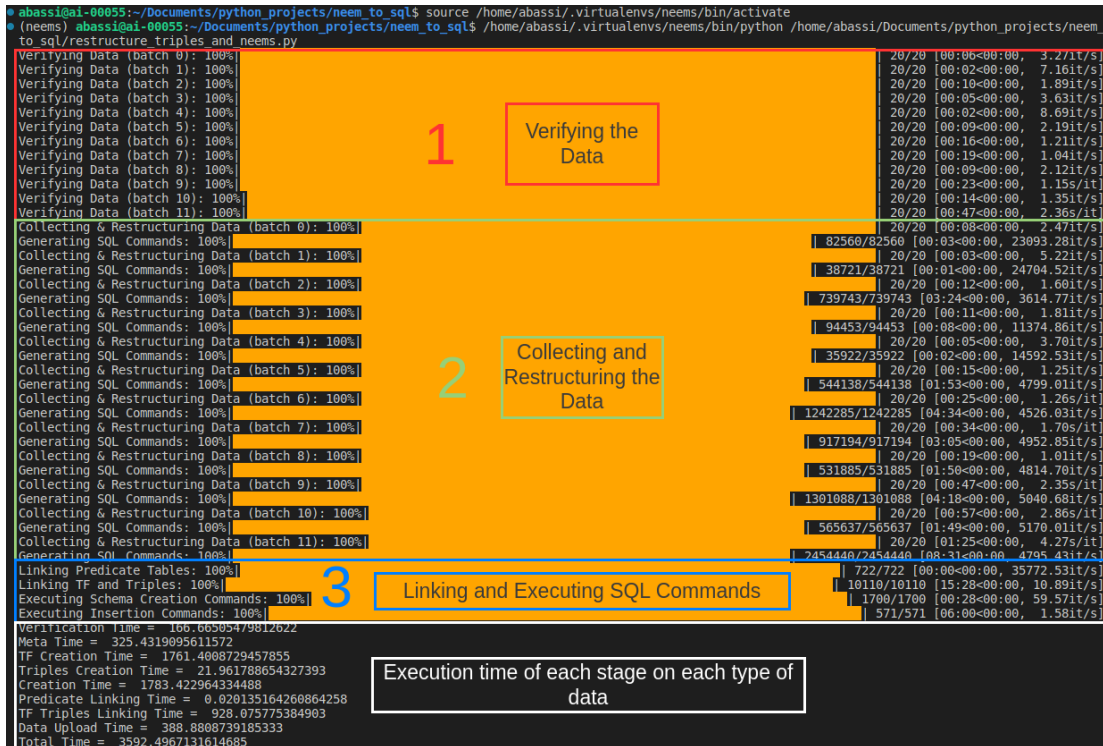 abassi@ai-00055:~/Documents/python_projects/neem_to_sql$ source /home/abassi/.virtualenvs/neems/bin/activate
(neems) abassi@ai-00055:~/Documents/python_projects/neem_to_sql$ /home/abassi/.virtualenvs/neems/bin/python /home/abassi/Documents/python_projects/neem_
to_sql/restructure_triples_and_neems.py
Verifying Data (batch 0): 100%| | 20/20 [00:06<00:00, 3.27it/s]
Verifying Data (batch 1): 100%| | 20/20 [00:02<00:00, 7.16it/s]
Verifying Data (batch 2): 100%| | 20/20 [00:10<00:00, 1.89it/s]
Verifying Data (batch 3): 100%| | 20/20 [00:05<00:00, 3.63it/s]
Verifying Data (batch 4): 100%| | 20/20 [00:02<00:00, 8.69it/s]
Verifying Data (batch 5): 100%| | 20/20 [00:09<00:00, 2.19it/s]
Verifying Data (batch 6): 100%| | 20/20 [00:16<00:00, 1.21it/s]
Verifying Data (batch 7): 100%| | 20/20 [00:19<00:00, 1.04it/s]
Verifying Data (batch 8): 100%| | 20/20 [00:09<00:00, 2.12it/s]
Verifying Data (batch 9): 100%| | 20/20 [00:23<00:00, 1.15s/it]
Verifying Data (batch 10): 100%| | 20/20 [00:14<00:00, 1.35it/s]
Verifying Data (batch 11): 100%| | 20/20 [00:47<00:00, 2.36s/it]
1
Verifying the
Data
Collecting & Restructuring Data (batch 0): 100%| | 20/20 [00:08<00:00, 2.47it/s]
Generating SQL Commands: 100%| | 82560/82560 [00:03<00:00, 23093.28it/s]
Collecting & Restructuring Data (batch 1): 100%| | 20/20 [00:03<00:00, 5.22it/s]
Generating SQL Commands: 100%| | 38721/38721 [00:01<00:00, 24704.52it/s]
Collecting & Restructuring Data (batch 2): 100%| | 20/20 [00:12<00:00, 1.60it/s]
Generating SQL Commands: 100%| | 739743/739743 [03:24<00:00, 3614.77it/s]
Collecting & Restructuring Data (batch 3): 100%| | 20/20 [00:11<00:00, 1.81it/s]
Generating SQL Commands: 100%| | 94453/94453 [00:08<00:00, 11374.86it/s]
Collecting & Restructuring Data (batch 4): 100%| | 20/20 [00:05<00:00, 3.70it/s]
Generating SQL Commands: 100%| | 35922/35922 [00:02<00:00, 14592.53it/s]
Collecting & Restructuring Data (batch 5): 100%| | 20/20 [00:15<00:00, 1.25it/s]
Generating SQL Commands: 100%| | 544138/544138 [01:53<00:00, 4799.01it/s]
Collecting & Restructuring Data (batch 6): 100%| | 20/20 [00:25<00:00, 1.26s/it]
Generating SQL Commands: 100%| | 1242285/1242285 [04:34<00:00, 4526.03it/s]
Collecting & Restructuring Data (batch 7): 100%| | 20/20 [00:34<00:00, 1.70s/it]
Generating SQL Commands: 100%| | 917194/917194 [03:05<00:00, 4952.85it/s]
Collecting & Restructuring Data (batch 8): 100%| | 20/20 [00:19<00:00, 1.01it/s]
Generating SQL Commands: 100%| | 531885/531885 [01:50<00:00, 4814.70it/s]
Collecting & Restructuring Data (batch 9): 100%| | 20/20 [00:47<00:00, 2.35s/it]
Generating SQL Commands: 100%| | 1301088/1301088 [04:18<00:00, 5040.68it/s]
Collecting & Restructuring Data (batch 10): 100%| | 20/20 [00:57<00:00, 2.86s/it]
Generating SQL Commands: 100%| | 565637/565637 [01:49<00:00, 5170.01it/s]
Collecting & Restructuring Data (batch 11): 100%| | 20/20 [01:25<00:00, 4.27s/it]
Generating SQL Commands: 100%| | 2454440/2454440 [08:31<00:00, 4795.43it/s]
2
Collecting and
Restructuring the
Data
Linking Predicate Tables: 100%| | 722/722 [00:00<00:00, 35772.53it/s]
Linking TF and Triples: 100%| | 10110/10110 [15:28<00:00, 10.89it/s]
Executing Schema Creation Commands: 100%| | 1700/1700 [00:28<00:00, 59.57it/s]
Executing Insertion Commands: 100%| | 571/571 [06:00<00:00, 1.58it/s]
3
Linking and Executing SQL Commands
Verification Time = 166.66505479812622
Meta Time = 325.4319095611572
TF Creation Time = 1761.4008729457855
Triples Creation Time = 21.961788654327393
Creation Time = 1783.422964334488
Predicate Linking Time = 0.020135164260864258
TF Triples Linking Time = 928.075775384903
Data Upload Time = 388.8808739185333
Total Time = 3592.4967131614685
Execution time of each stage on each type of
data